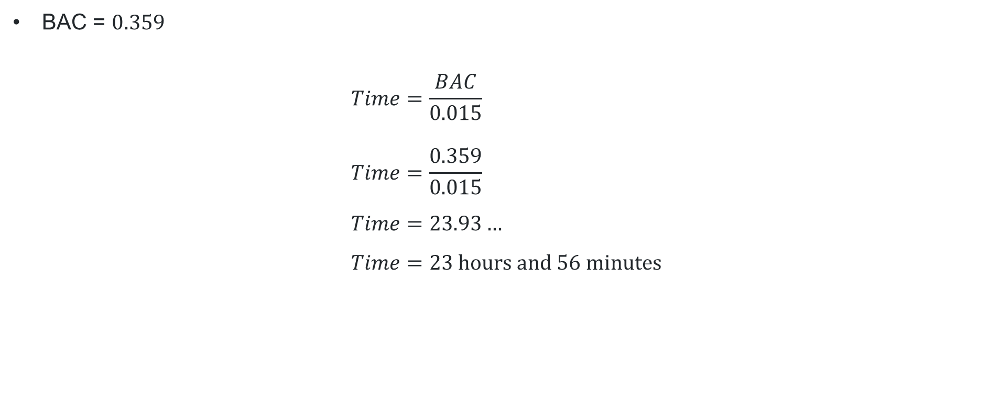 • BAC = 0.359
Time = BAC / 0.015
Time = 0.359 / 0.015
Time = 23.93 ...
Time = 23 hours and 56 minutes